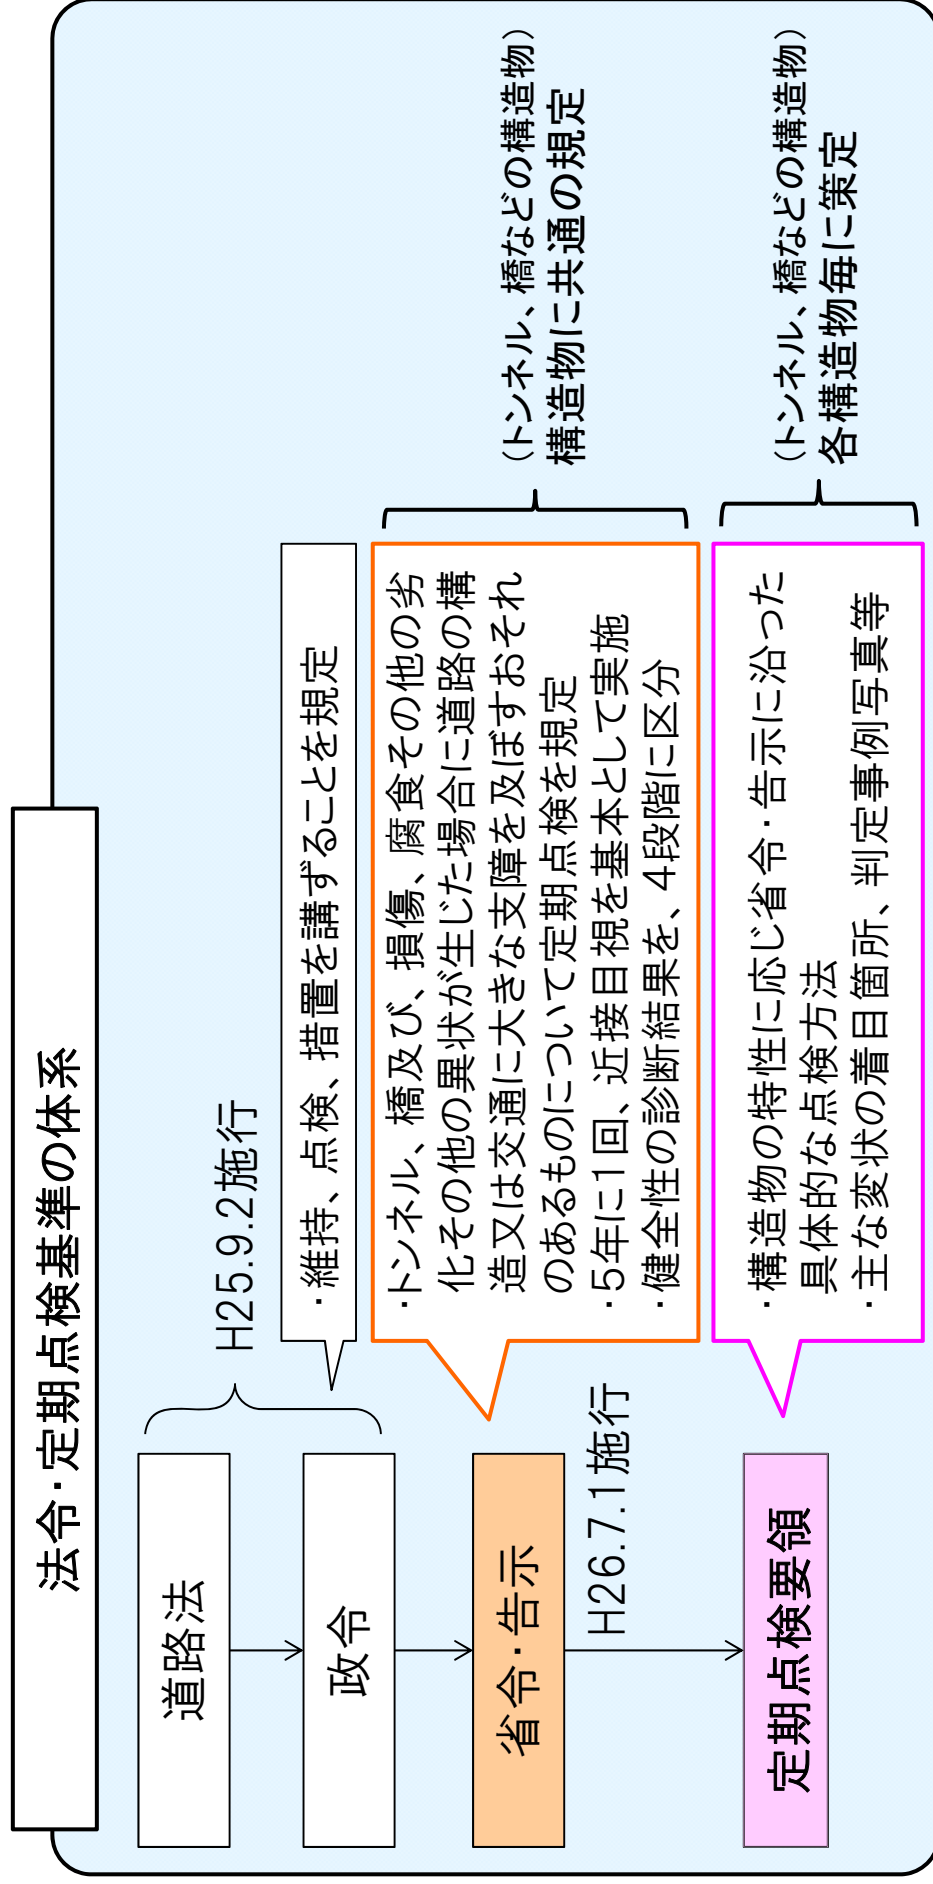 法令・定期点検基準の体系
道路法
政令
H25.9.2施行
・維持、点検、措置を講ずることを規定
省令・告示
H26.7.1施行
・トンネル、橋及び、損傷、腐食その他の劣
化その他の異状が生じた場合に道路の構
造又は交通に大きな支障を及ぼすおそれ
のあるものについて定期点検を規定
・5年に1回、近接目視を基本として実施
・健全性の診断結果を、4段階に区分
(トンネル、橋などの構造物)
構造物に共通の規定
定期点検要領
・構造物の特性に応じ省令・告示に沿った
具体的な点検方法
・主な変状の着目箇所、判定事例写真等
(トンネル、橋などの構造物)
各構造物毎に策定